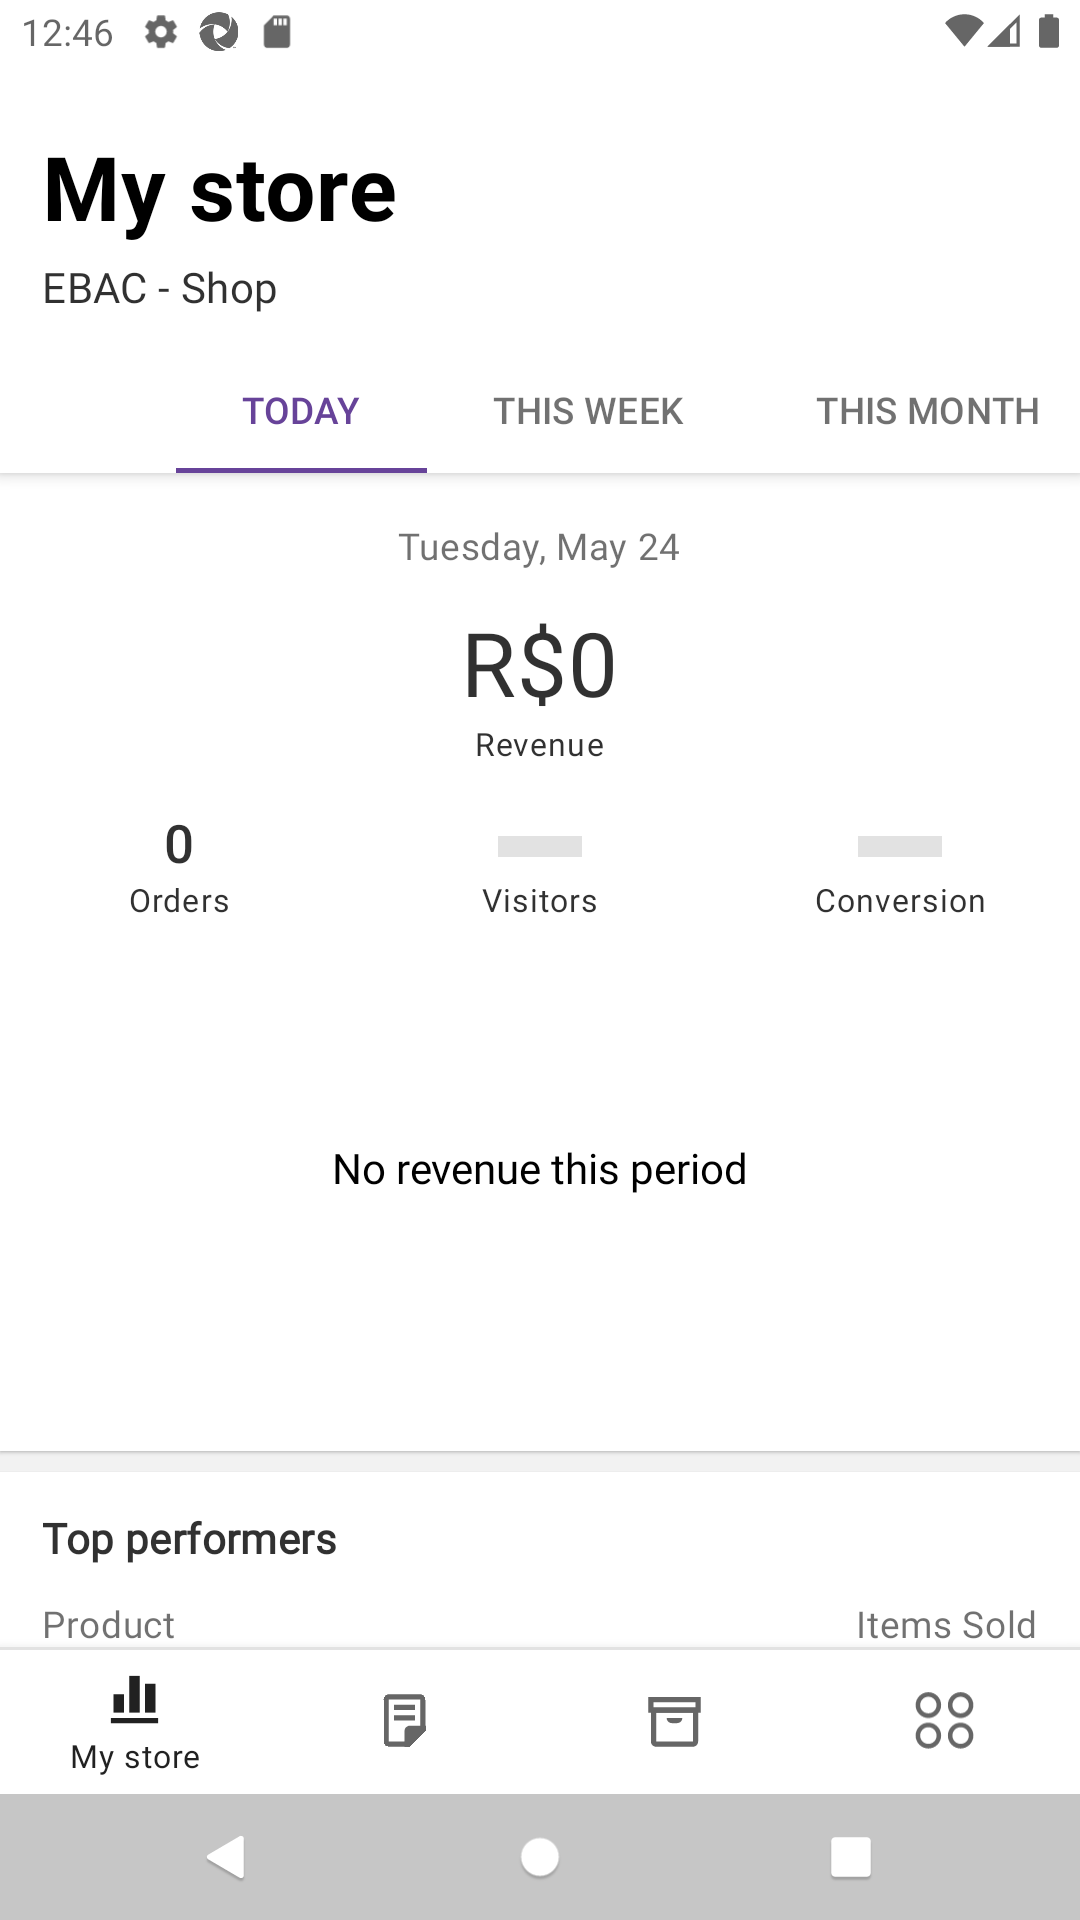 12:46
My store
EBAC - Shop
TODAY THIS WEEK THIS MONTH
Tuesday, May 24
R$0
Revenue
0
Orders Visitors Conversion
No revenue this period
Top performers
Product Items Sold
My store